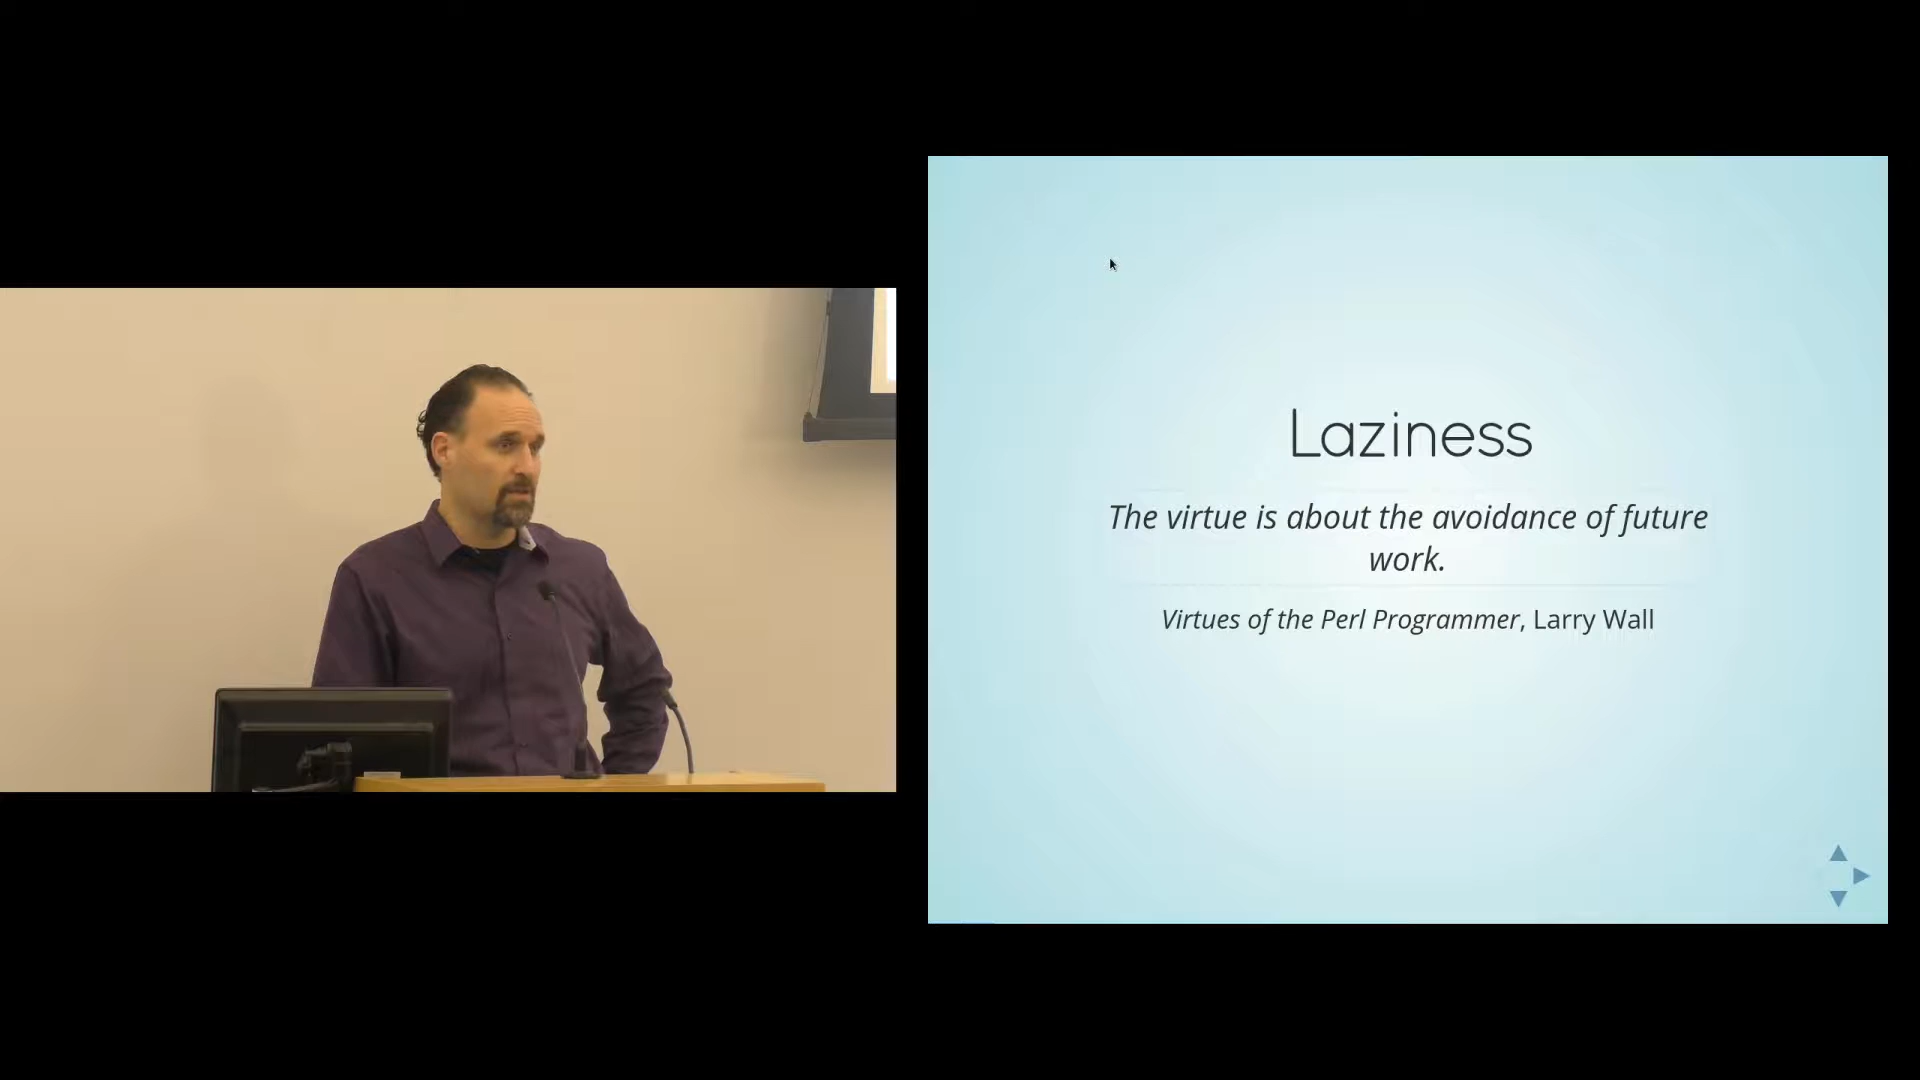 Laziness
The virtue is about the avoidance of future
work.
Virtues of the Perl Programmer, Larry Wall